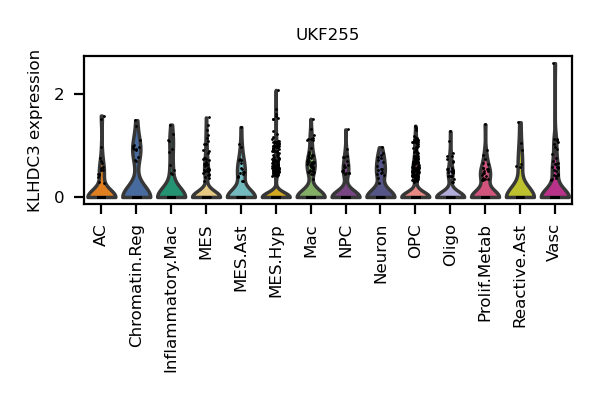 UKF255
KLHDC3 expression
2
0
AC
Chromatin.Reg
Inflammatory.Mac
MES
MES.Ast
MES.Hyp
Mac
NPC
Neuron
OPC
Oligo
Prolif.Metab
Reactive.Ast
Vasc